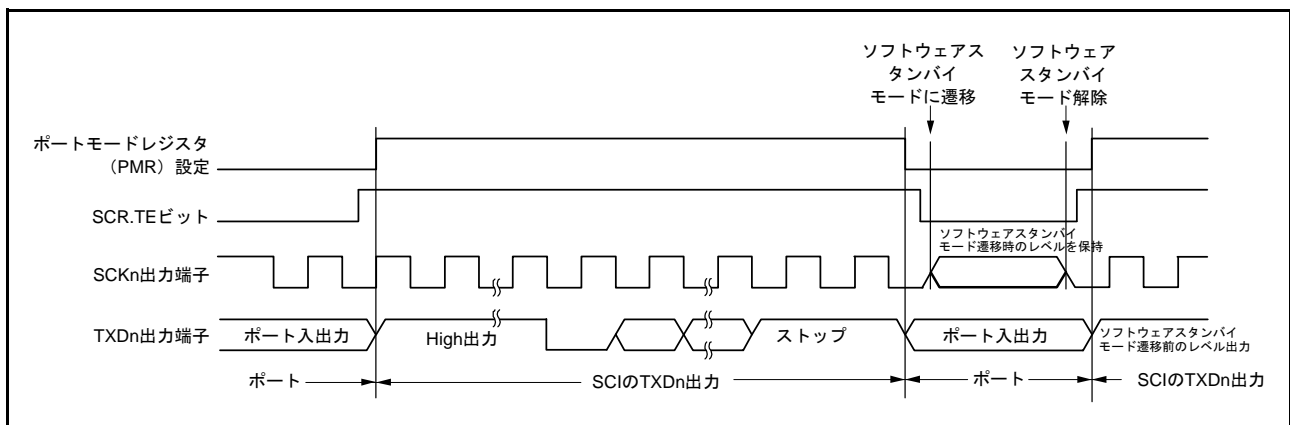 ソフトウェアス
タンバイ
モードに遷移
ソフトウェア
スタンバイ
モード解除
ポートモードレジスタ
（PMR）設定
SCR.TEビット
ソフトウェアスタンバイ
モード遷移時のレベルを保持
SCKn出力端子
TXDn出力端子
ポート入出力
High出力
ストップ
ポート入出力
ソフトウェアスタンバイ
モード遷移前のレベル出力
ポート
SCIのTXDn出力
ポート
SCIのTXDn出力